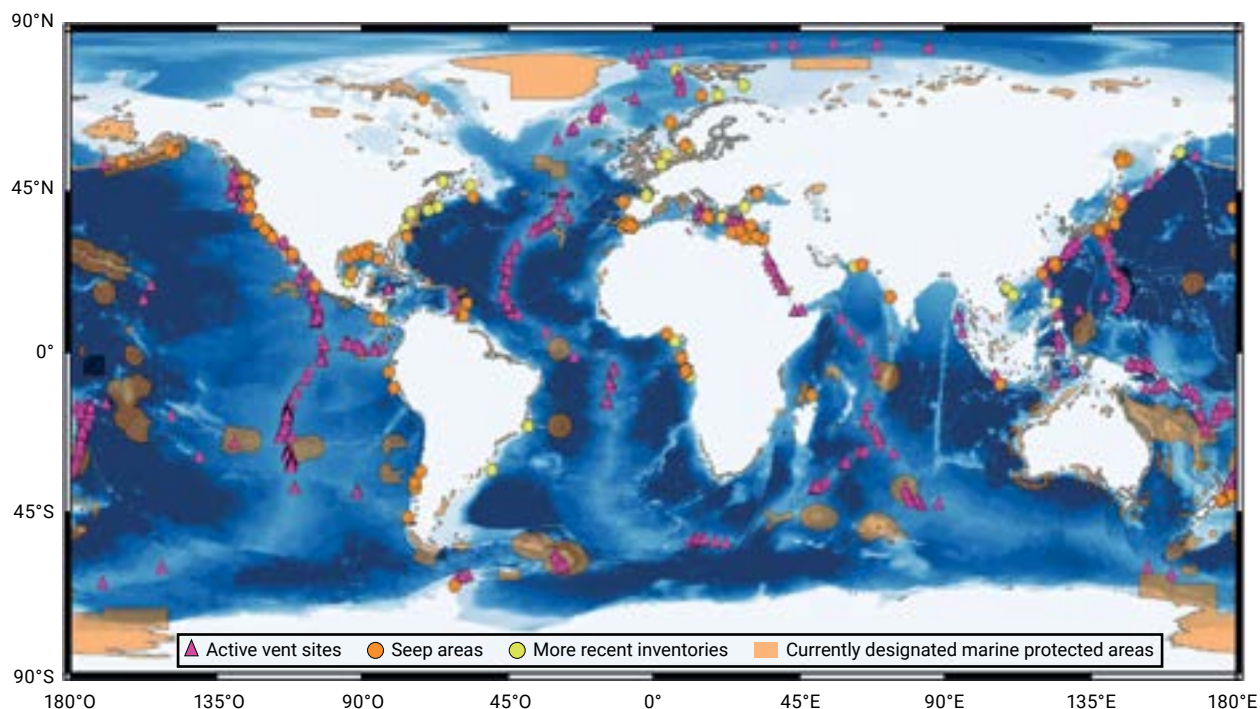 90°N
45°N
0°
45°S
90°S
Active vent sites Seep areas More recent inventories Currently designated marine protected areas
180°O 135°O 90°O 45°O 0° 45°E 90°E 135°E 180°E